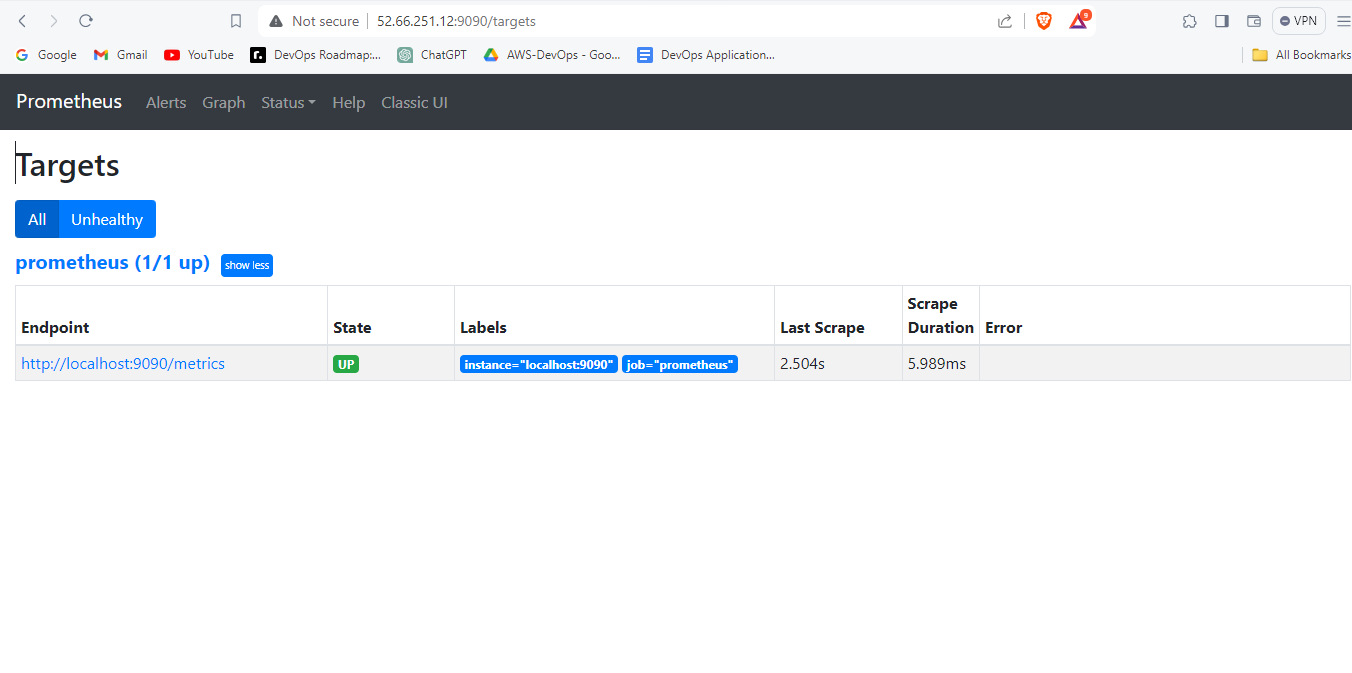 Not secure 52.66.251.12:9090/targets 9 VPN
Google Gmail YouTube DevOps Roadmap:... ChatGPT AWS-DevOps - Goo... DevOps Application... All Bookmarks
Prometheus Alerts Graph Status Help Classic UI
Targets
All Unhealthy
prometheus (1/1 up) show less
Endpoint State Labels Last Scrape Scrape Duration Error
http://localhost:9090/metrics UP instance="localhost:9090" job="prometheus" 2.504s 5.989ms